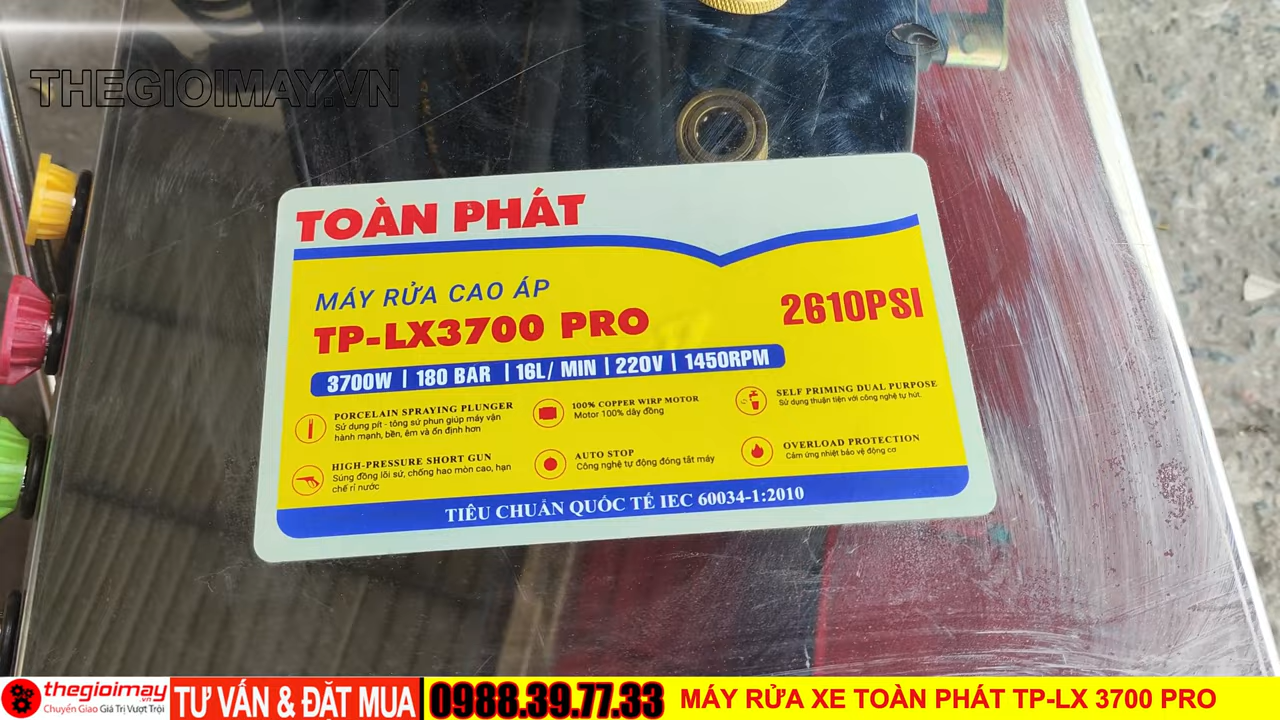 THEGIOIMAY.VN
TOÀN PHÁT
MÁY RỬA CAO ÁP
TP-LX3700 PRO
2610PSI
3700W | 180 BAR | 16L/ MIN | 220V | 1450RPM
PORCELAIN SPRAYING PLUNGER
Sử dụng pít - tông sứ phun giúp máy vận
hành mạnh, bền, êm và ổn định hơn
100% COPPER WIRP MOTOR
Motor 100% dây đồng
SELF PRIMING DUAL PURPOSE
Sử dụng thuận tiện với công nghệ tự hút.
HIGH-PRESSURE SHORT GUN
Súng đồng lõi sứ, chống hao mòn cao, hạn
chế rỉ nước
AUTO STOP
Công nghệ tự động đóng tắt máy
OVERLOAD PROTECTION
Cảm ứng nhiệt bảo vệ động cơ
TIÊU CHUẨN QUỐC TẾ IEC 60034-1:2010
thegioimay.vn
Chuyển Giao Giá Trị Vượt Trội
TƯ VẤN & ĐẶT MUA
0988.39.77.33
MÁY RỬA XE TOÀN PHÁT TP-LX 3700 PRO